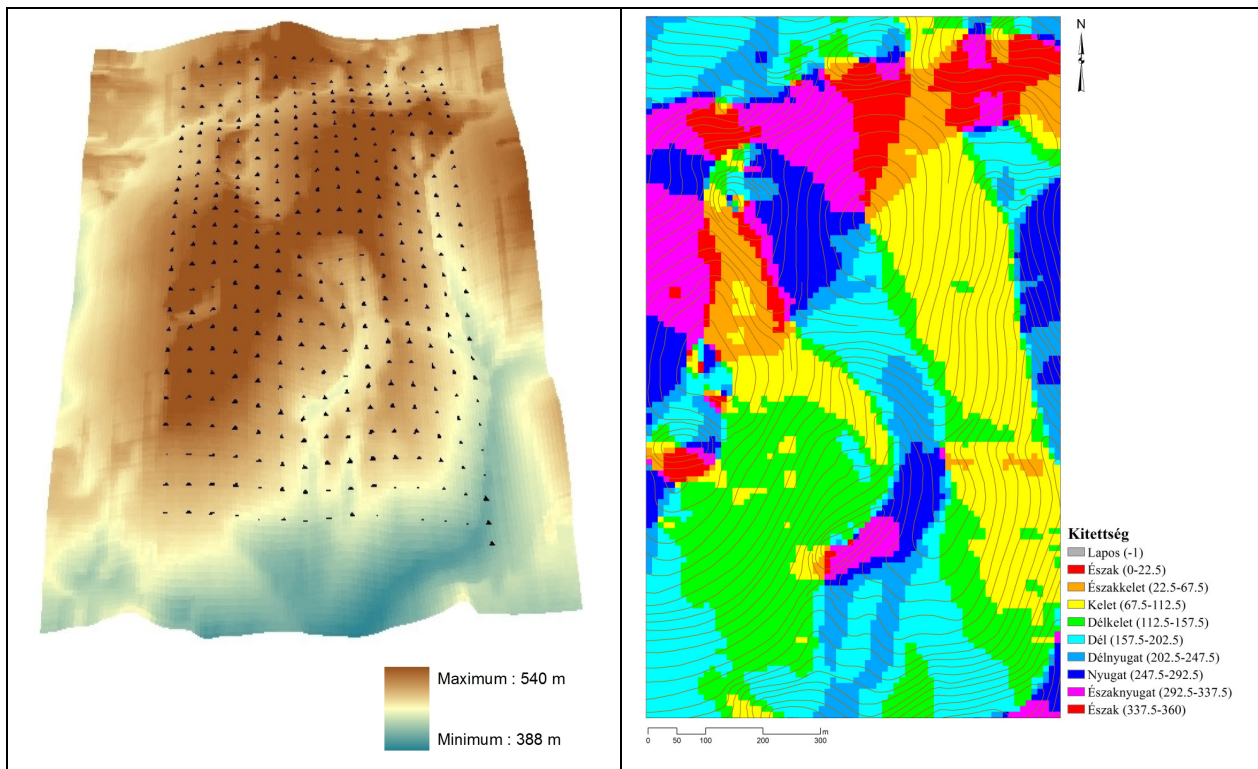 Maximum : 540 m
Minimum : 388 m
N
Kitettség
Lapos (-1)
Észak (0-22.5)
Északkelet (22.5-67.5)
Kelet (67.5-112.5)
Délkelet (112.5-157.5)
Dél (157.5-202.5)
Délnyugat (202.5-247.5)
Nyugat (247.5-292.5)
Északnyugat (292.5-337.5)
Észak (337.5-360)
m
0 50 100 200 300